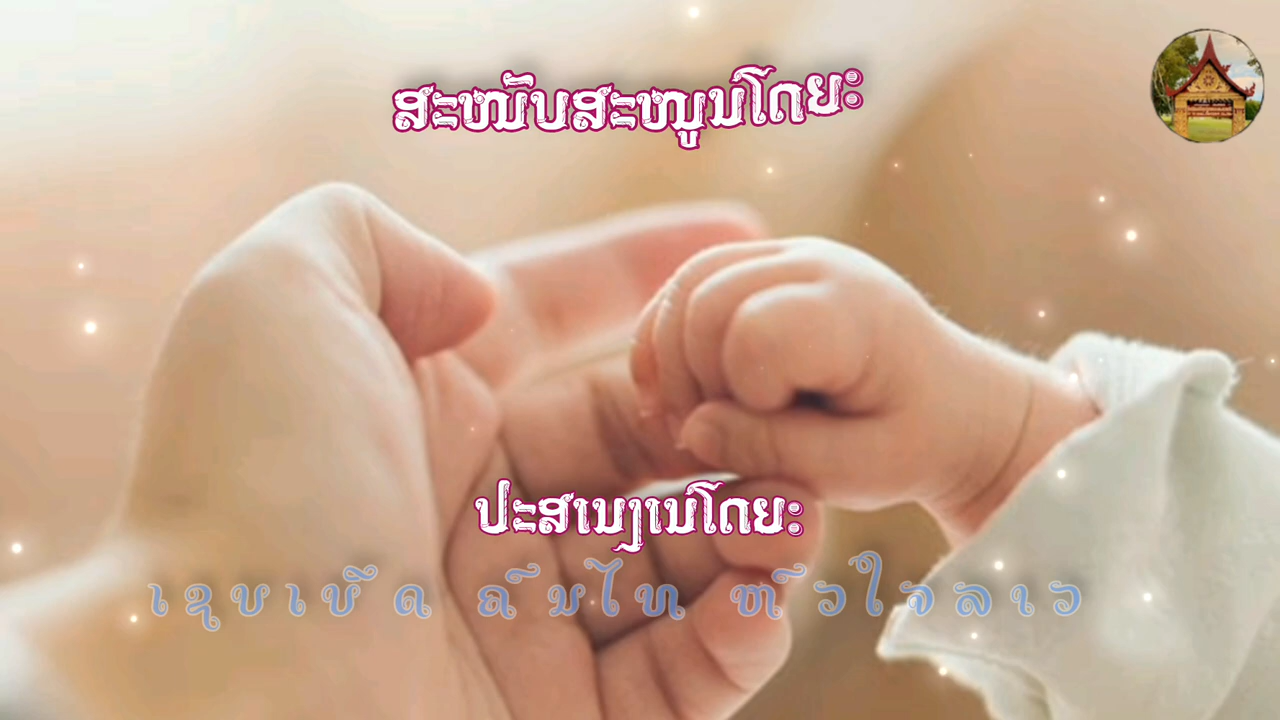 ສະໜັບສະໜູນໂດຍ:
ປະສານງານໂດຍ:
ເຊບເບີດ ຄົນໄທ ຫົວໃຈລາວ